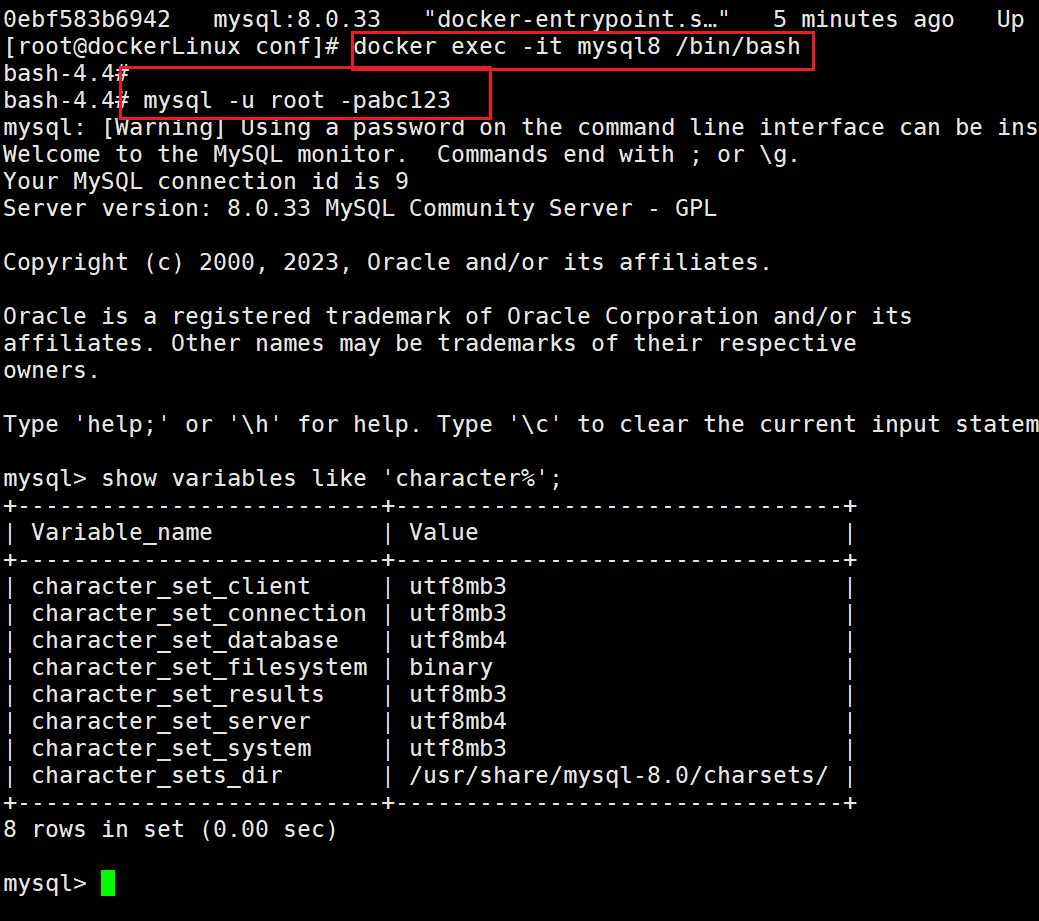 0ebf583b6942   mysql:8.0.33   "docker-entrypoint.s…"   5 minutes ago   Up
[root@dockerLinux conf]# docker exec -it mysql8 /bin/bash
bash-4.4#
bash-4.4# mysql -u root -pabc123
mysql: [Warning] Using a password on the command line interface can be ins
Welcome to the MySQL monitor.  Commands end with ; or \g.
Your MySQL connection id is 9
Server version: 8.0.33 MySQL Community Server - GPL

Copyright (c) 2000, 2023, Oracle and/or its affiliates.

Oracle is a registered trademark of Oracle Corporation and/or its
affiliates. Other names may be trademarks of their respective
owners.

Type 'help;' or '\h' for help. Type '\c' to clear the current input statem

mysql> show variables like 'character%';
+--------------------------+--------------------------------+
| Variable_name            | Value                          |
+--------------------------+--------------------------------+
| character_set_client     | utf8mb3                        |
| character_set_connection | utf8mb3                        |
| character_set_database   | utf8mb4                        |
| character_set_filesystem | binary                         |
| character_set_results    | utf8mb3                        |
| character_set_server     | utf8mb4                        |
| character_set_system     | utf8mb3                        |
| character_sets_dir       | /usr/share/mysql-8.0/charsets/ |
+--------------------------+--------------------------------+
8 rows in set (0.00 sec)

mysql>